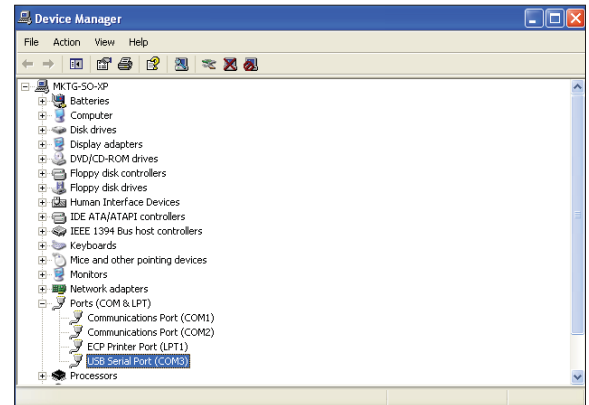 Device Manager
File Action View Help
MKTG-SO-XP
Batteries
Computer
Disk drives
Display adapters
DVD/CD-ROM drives
Floppy disk controllers
Floppy disk drives
Human Interface Devices
IDE ATA/ATAPI controllers
IEEE 1394 Bus host controllers
Keyboards
Mice and other pointing devices
Monitors
Network adapters
Ports (COM & LPT)
Communications Port (COM1)
Communications Port (COM2)
ECP Printer Port (LPT1)
USB Serial Port (COM3)
Processors